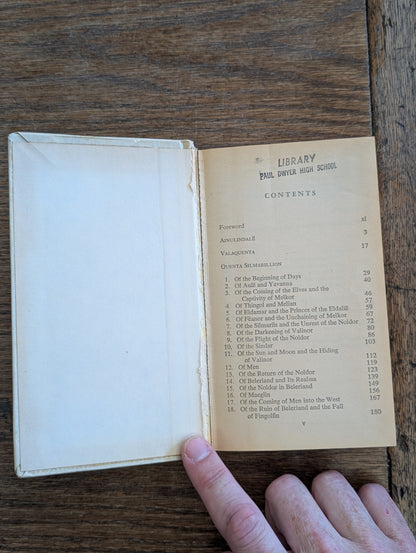 LIBRARY
PAUL DWYER HIGH SCHOOL
CONTENTS
Foreword xi
AINULINDALË 3
VALAQUENTA 17
QUENTA SILMARILLION
1. Of the Beginning of Days 29
2. Of Aulë and Yavanna 40
3. Of the Coming of the Elves and the
Captivity of Melkor 46
4. Of Thingol and Melian 57
5. Of Eldamar and the Princes of the Eldalië 59
6. Of Fëanor and the Unchaining of Melkor 67
7. Of the Silmarils and the Unrest of the Noldor 72
8. Of the Darkening of Valinor 80
9. Of the Flight of the Noldor 86
10. Of the Sindar 103
11. Of the Sun and Moon and the Hiding
of Valinor 112
12. Of Men 119
13. Of the Return of the Noldor 123
14. Of Beleriand and Its Realms 139
15. Of the Noldor in Beleriand 149
16. Of Maeglin 156
17. Of the Coming of Men into the West 167
18. Of the Ruin of Beleriand and the Fall
of Fingolfin 180
v